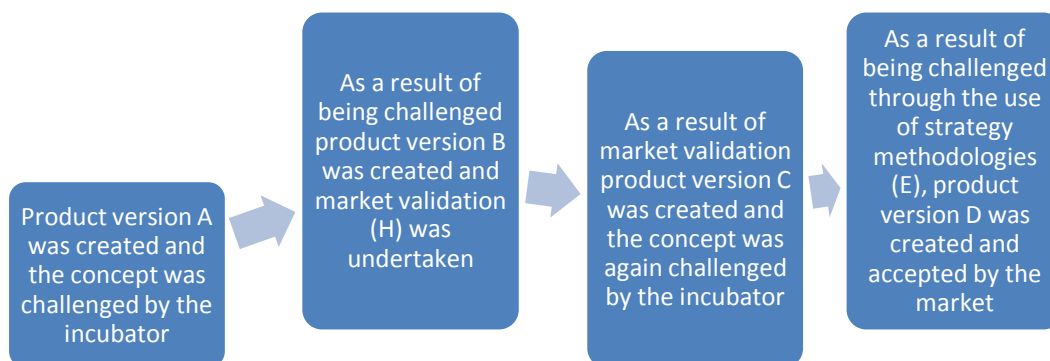 Product version A
was created and
the concept was
challenged by the
incubator
As a result of
being challenged
product version B
was created and
market validation
(H) was
undertaken
As a result of
market validation
product version C
was created and
the concept was
again challenged
by the incubator
As a result of
being challenged
through the use
of strategy
methodologies
(E), product
version D was
created and
accepted by the
market